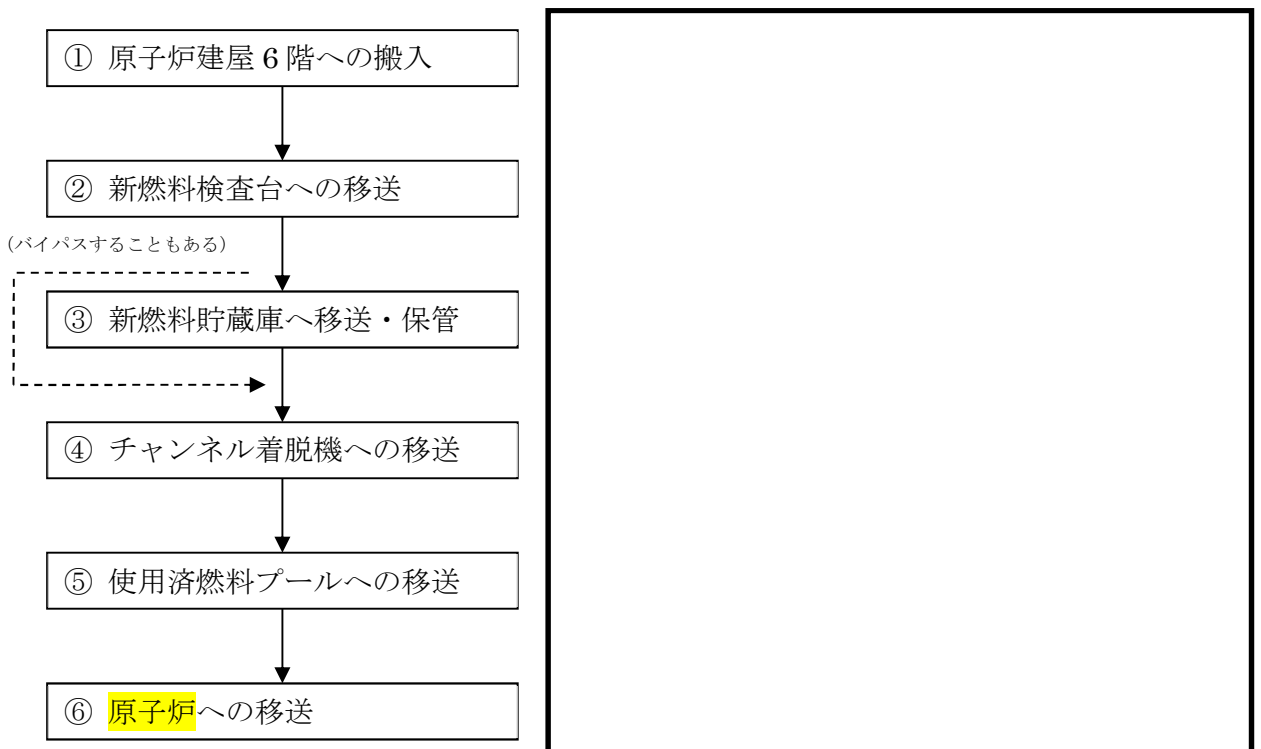 ① 原子炉建屋6階への搬入
② 新燃料検査台への移送
(バイパスすることもある)
③ 新燃料貯蔵庫へ移送・保管
④ チャンネル着脱機への移送
⑤ 使用済燃料プールへの移送
⑥ 原子炉への移送